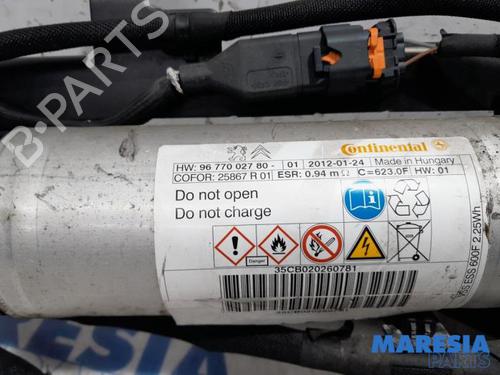 B-PARTS
Continental
HW: 96 770 027 80 - 01 2012-01-24 Made in Hungary
COFOR: 25867 R 01 ESR: 0.94 mΩ C=623.0F HW: 01
Do not open
Do not charge
Danger
35CB020260781
ESS 600F 2.25Wh
MARESIA
MARESIA
PARTS